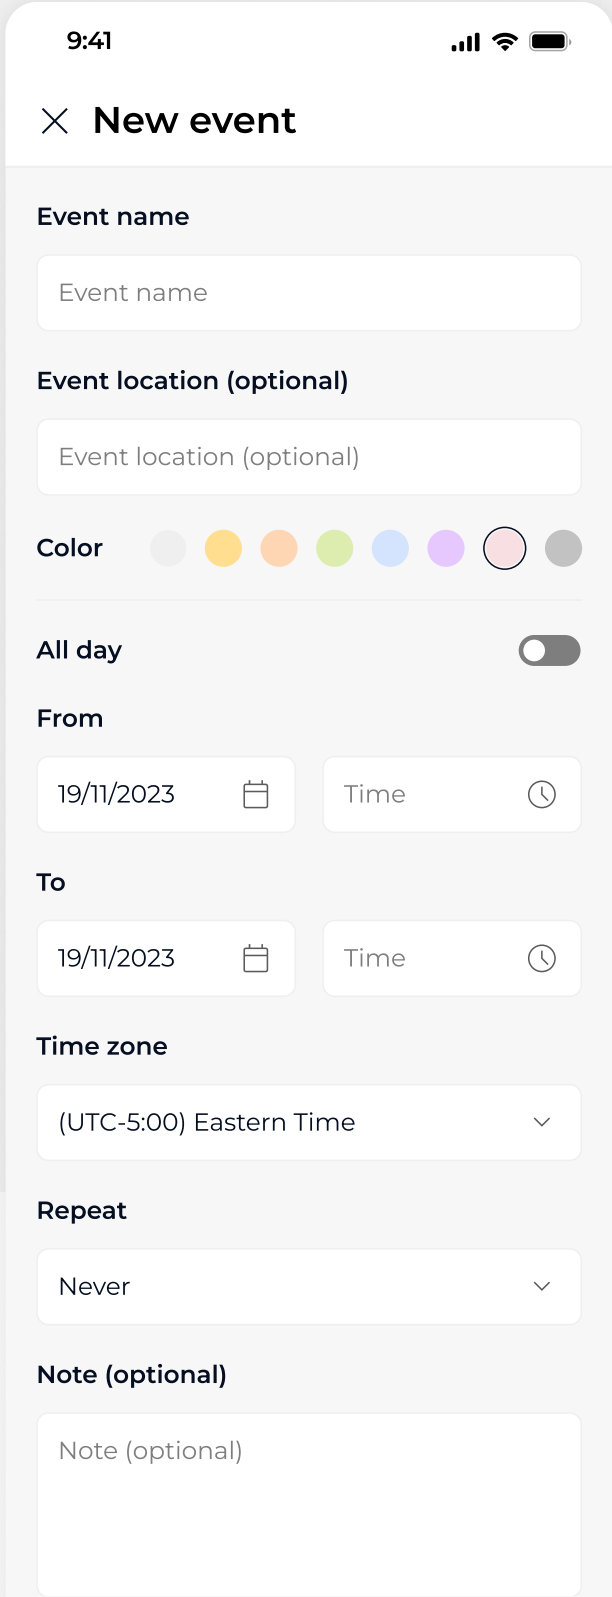 9:41
New event
Event name
Event name
Event location (optional)
Event location (optional)
Color
All day
From
19/11/2023 Time
To
19/11/2023 Time
Time zone
(UTC-5:00) Eastern Time
Repeat
Never
Note (optional)
Note (optional)